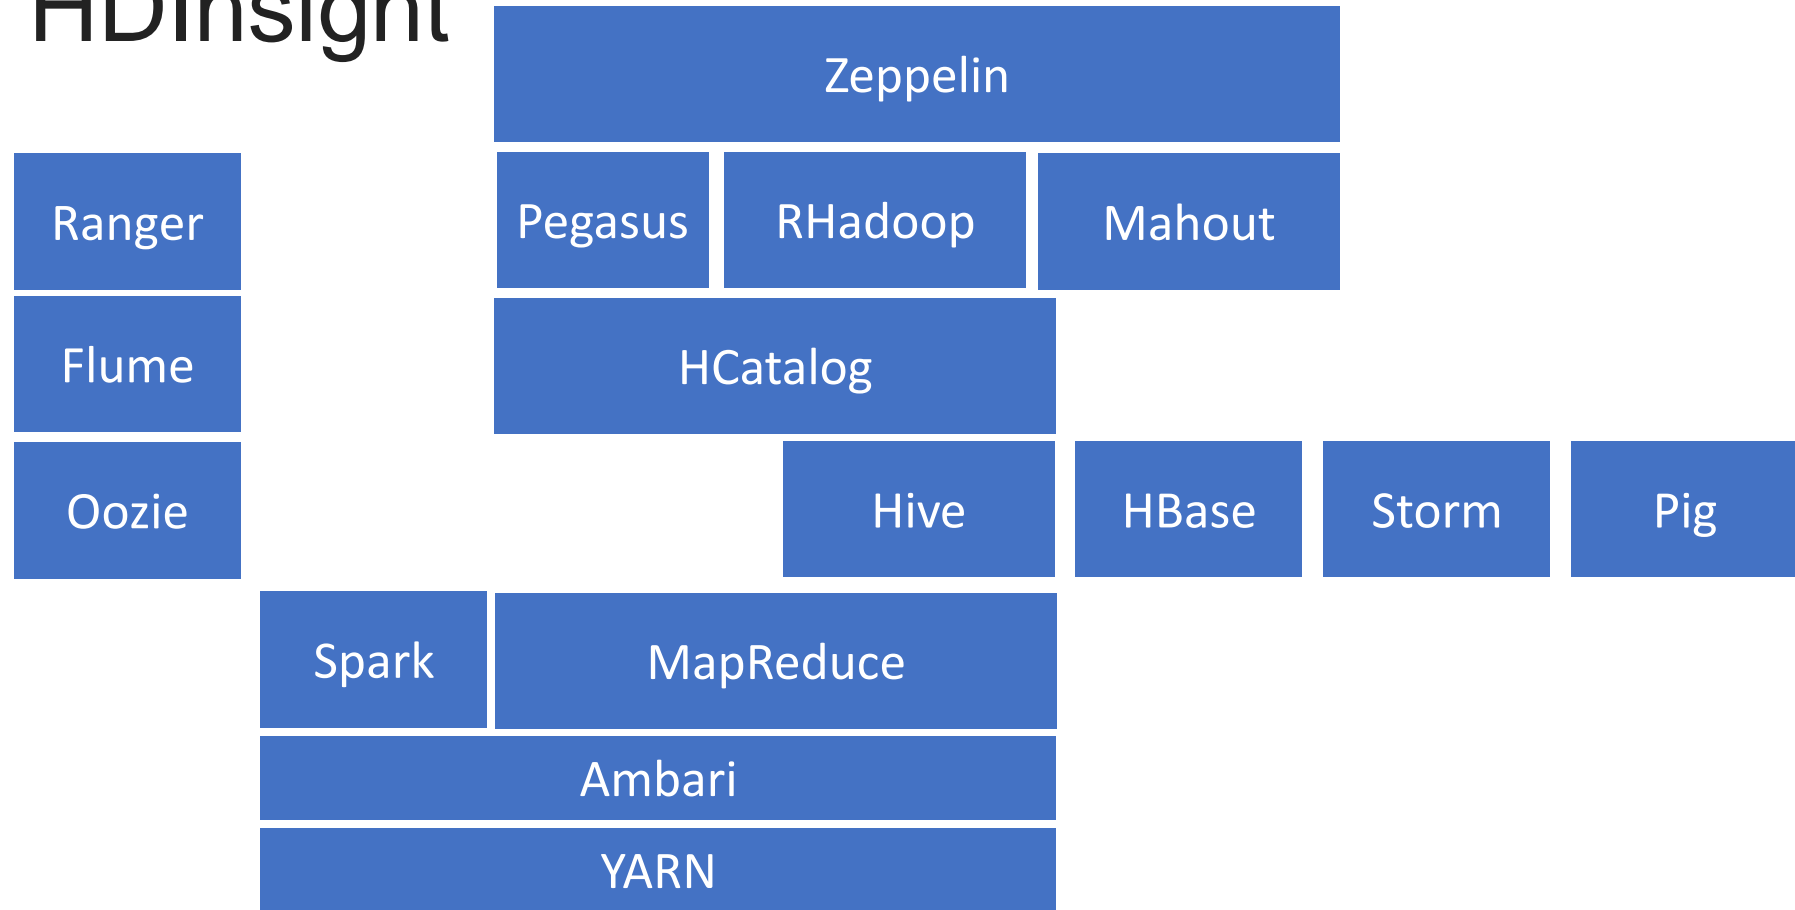 HDInsight
Zeppelin
Ranger
Pegasus
RHadoop
Mahout
Flume
HCatalog
Oozie
Hive
HBase
Storm
Pig
Spark
MapReduce
Ambari
YARN